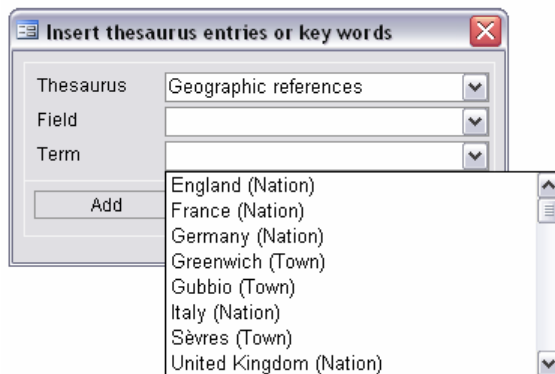 Insert thesaurus entries or key words
Thesaurus Geographic references
Field
Term
England (Nation)
Add France (Nation)
Germany (Nation)
Greenwich (Town)
Gubbio (Town)
Italy (Nation)
Sèvres (Town)
United Kingdom (Nation)